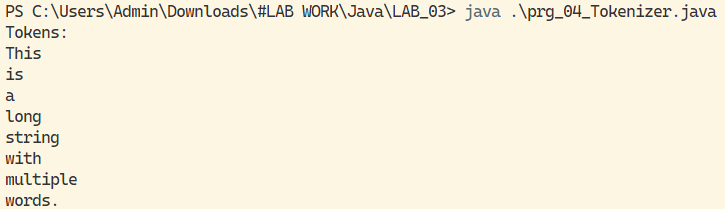 PS C:\Users\Admin\Downloads\#LAB WORK\Java\LAB_03> java .\prg_04_Tokenizer.java
Tokens:
This
is
a
long
string
with
multiple
words.